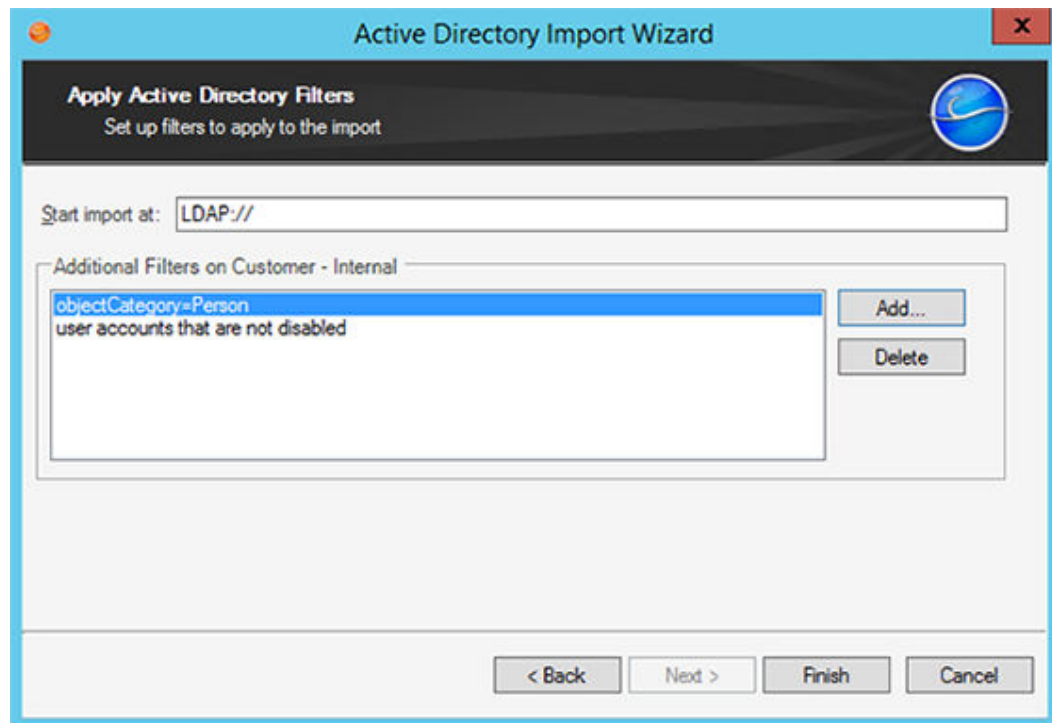 Active Directory Import Wizard
x
Apply Active Directory Filters
Set up filters to apply to the import
Start import at: LDAP://
Additional Filters on Customer - Internal
objectCategory=Person
user accounts that are not disabled
Add...
Delete
< Back Next > Finish Cancel